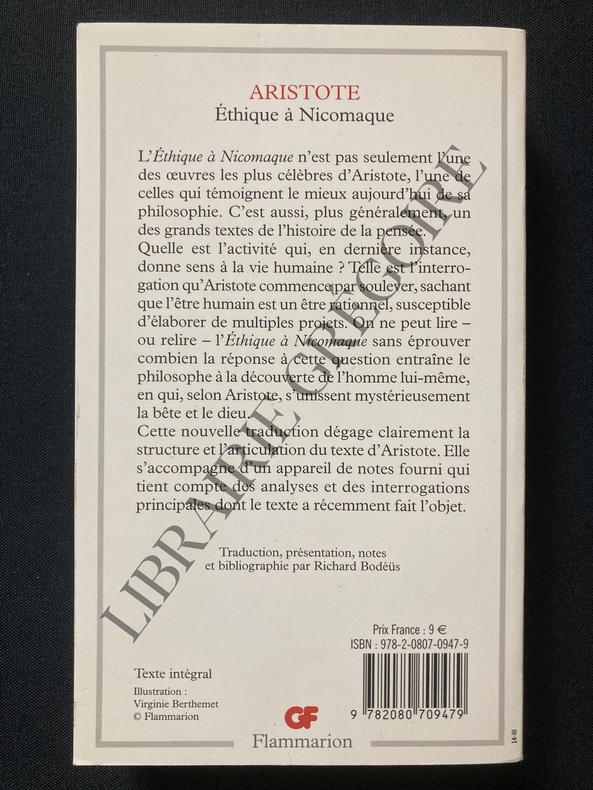 ARISTOTE
Éthique à Nicomaque
L'Éthique à Nicomaque n'est pas seulement l'une
des œuvres les plus célèbres d'Aristote, l'une de
celles qui témoignent le mieux aujourd'hui de sa
philosophie. C'est aussi, plus généralement, un
des grands textes de l'histoire de la pensée.
Quelle est l'activité qui, en dernière instance,
donne sens à la vie humaine ? Telle est l'interro-
gation qu'Aristote commence par soulever, sachant
que l'être humain est un être rationnel, susceptible
d'élaborer de multiples projets. On ne peut lire –
ou relire – l'Éthique à Nicomaque sans éprouver
combien la réponse à cette question entraîne le
philosophe à la découverte de l'homme lui-même,
en qui, selon Aristote, s'unissent mystérieusement
la bête et le dieu.
Cette nouvelle traduction dégage clairement la
structure et l'articulation du texte d'Aristote. Elle
s'accompagne d'un appareil de notes fourni qui
tient compte des analyses et des interrogations
principales dont le texte a récemment fait l'objet.
Traduction, présentation, notes
et bibliographie par Richard Bodéüs
Prix France : 9 €
ISBN : 978-2-0807-0947-9
Texte intégral
Illustration :
Virginie Berthemet
© Flammarion
GF
Flammarion
9 782080 709479
14-III
LIBRAIRIE GRÉGOIRE